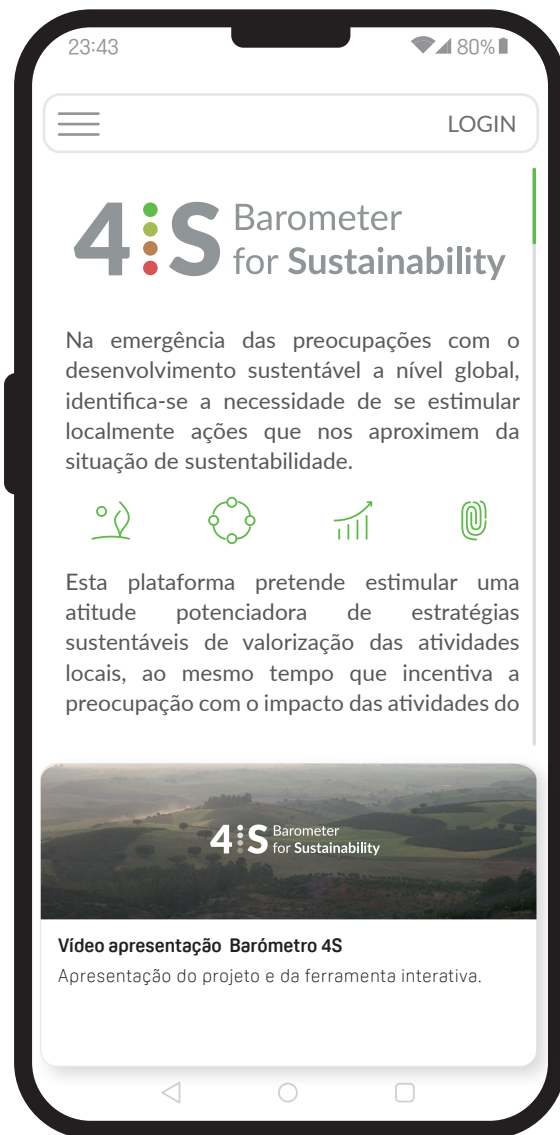 23:43
80%
LOGIN
4S Barometer
for Sustainability
Na emergência das preocupações com o
desenvolvimento sustentável a nível global,
identifica-se a necessidade de se estimular
localmente ações que nos aproximem da
situação de sustentabilidade.
Esta plataforma pretende estimular uma
atitude potenciadora de estratégias
sustentáveis de valorização das atividades
locais, ao mesmo tempo que incentiva a
preocupação com o impacto das atividades do
4S Barometer
for Sustainability
Vídeo apresentação Barómetro 4S
Apresentação do projeto e da ferramenta interativa.